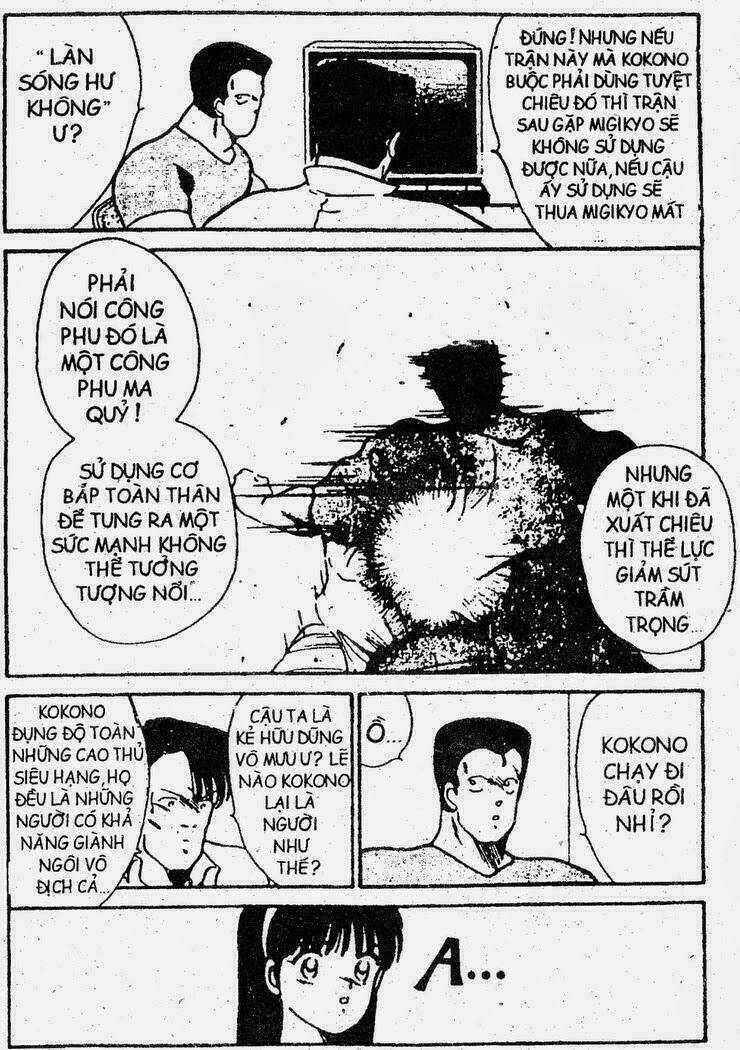 "LÀN
SÓNG HƯ
KHÔNG"
Ư?
ĐÚNG! NHƯNG NẾU
TRẬN NÀY MÀ KOKONO
BUỘC PHẢI DÙNG TUYỆT
CHIÊU ĐÓ THÌ TRẬN
SAU GẶP MIGIKYO SẼ
KHÔNG SỬ DỤNG
ĐƯỢC NỮA, NẾU CẬU
ẤY SỬ DỤNG SẼ
THUA MIGIKYO MẤT
PHẢI
NÓI CÔNG
PHU ĐÓ LÀ
MỘT CÔNG
PHU MA
QUỶ!
SỬ DỤNG CƠ
BẮP TOÀN THÂN
ĐỂ TUNG RA MỘT
SỨC MẠNH KHÔNG
THỂ TƯỞNG
TƯỢNG NỔI...
NHƯNG
MỘT KHI ĐÃ
XUẤT CHIÊU
THÌ THỂ LỰC
GIẢM SÚT
TRẦM
TRỌNG...
KOKONO
ĐỤNG ĐỘ TOÀN
NHỮNG CAO THỦ
SIÊU HẠNG, HỌ
ĐỀU LÀ NHỮNG
NGƯỜI CÓ KHẢ
NĂNG GIÀNH
NGÔI VÔ
ĐỊCH CẢ...
CẬU TA LÀ
KẺ HỮU DŨNG
VÔ MƯU Ư? LẼ
NÀO KOKONO
LẠI LÀ
NGƯỜI
NHƯ
THẾ?
Ồ...
KOKONO
CHẠY ĐI
ĐÂU RỒI
NHỈ?
A...